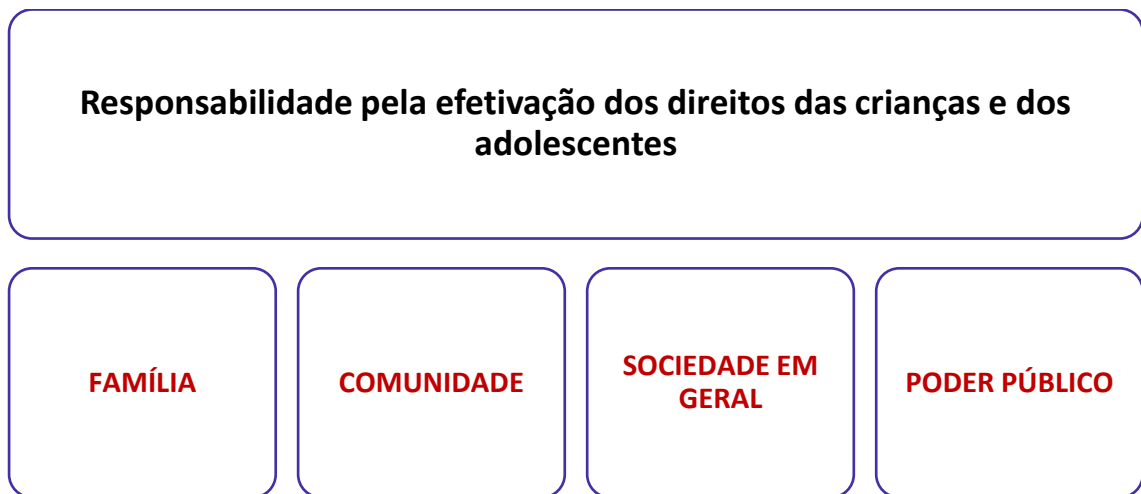 Responsabilidade pela efetivação dos direitos das crianças e dos
adolescentes
FAMÍLIA
COMUNIDADE
SOCIEDADE EM
GERAL
PODER PÚBLICO